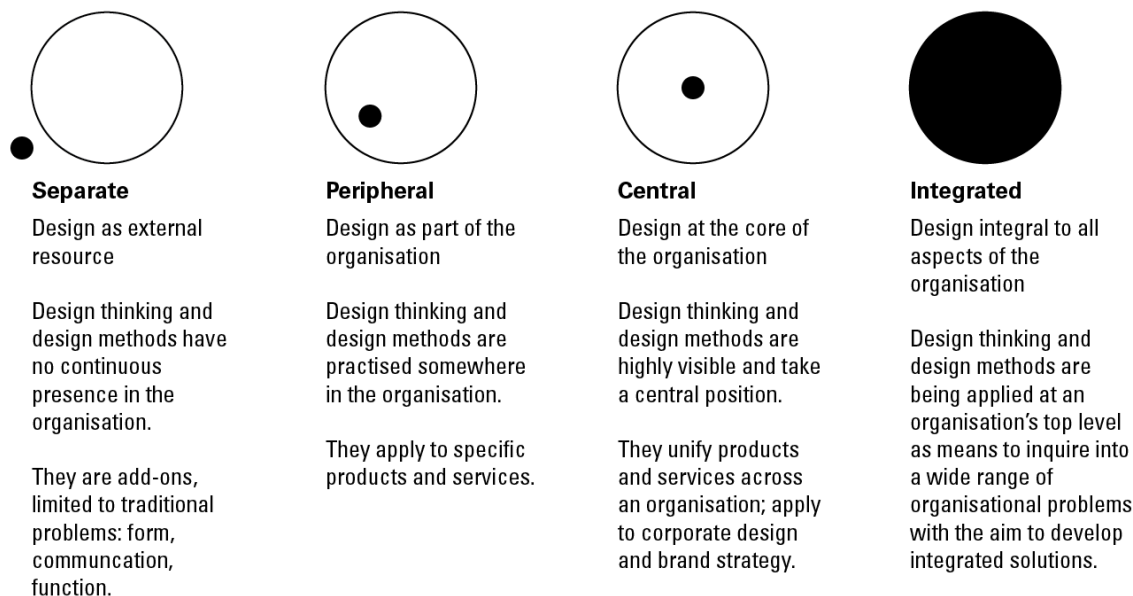 Separate
Design as external
resource
Design thinking and
design methods have
no continuous
presence in the
organisation.
They are add-ons,
limited to traditional
problems: form,
communcation,
function.
Peripheral
Design as part of the
organisation
Design thinking and
design methods are
practised somewhere
in the organisation.
They apply to specific
products and services.
Central
Design at the core of
the organisation
Design thinking and
design methods are
highly visible and take
a central position.
They unify products
and services across
an organisation; apply
to corporate design
and brand strategy.
Integrated
Design integral to all
aspects of the
organisation
Design thinking and
design methods are
being applied at an
organisation’s top level
as means to inquire into
a wide range of
organisational problems
with the aim to develop
integrated solutions.